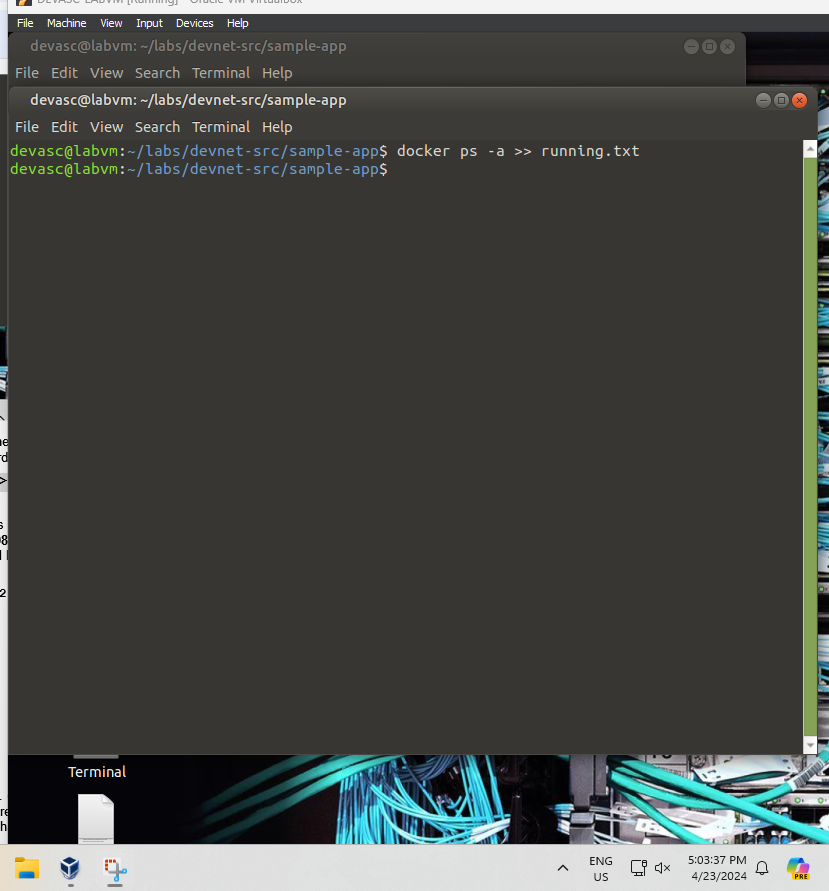 DEVASC-LABVM [Running] - Oracle VM VirtualBox
File Machine View Input Devices Help
devasc@labvm: ~/labs/devnet-src/sample-app
File Edit View Search Terminal Help
devasc@labvm: ~/labs/devnet-src/sample-app
File Edit View Search Terminal Help
devasc@labvm:~/labs/devnet-src/sample-app$ docker ps -a >> running.txt
devasc@labvm:~/labs/devnet-src/sample-app$
Terminal
ENG
US
5:03:37 PM
4/23/2024
PRE